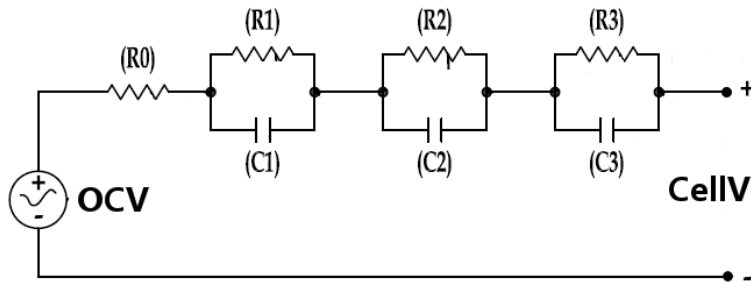 (R1)
(R2)
(R3)
(R0)
+
(C1)
(C2)
(C3)
+
-
OCV
CellV
-